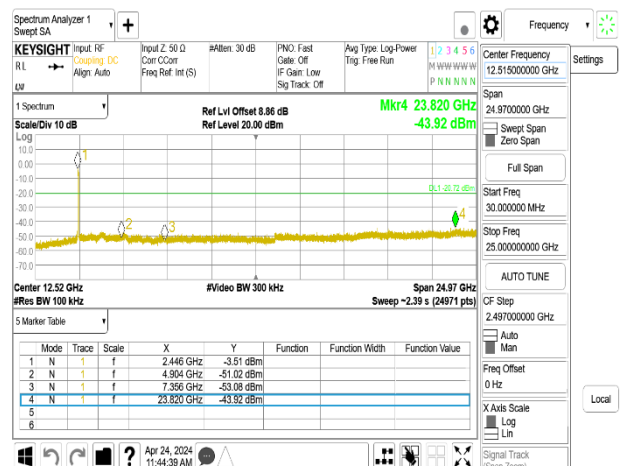 Spectrum Analyzer 1
Swept SA
Frequency
KEYSIGHT
RL
Input: RF
Coupling: DC
Align: Auto
Input Z: 50 Ω
Corr CCorr
Freq Ref: Int (S)
#Atten: 30 dB
PNO: Fast
Gate: Off
IF Gain: Low
Sig Track: Off
Avg Type: Log-Power
Trig: Free Run
1 2 3 4 5 6
M W W W W W
P N N N N N
Center Frequency
12.515000000 GHz
Settings
Span
24.9700000 GHz
Swept Span
Zero Span
Full Span
Start Freq
30.000000 MHz
Stop Freq
25.000000000 GHz
AUTO TUNE
CF Step
2.497000000 GHz
Auto
Man
Freq Offset
0 Hz
X Axis Scale
Log
Lin
Signal Track
(Span Zoom)
Local
1 Spectrum
Scale/Div 10 dB
Log
Ref Lvl Offset 8.86 dB
Ref Level 20.00 dBm
Mkr4 23.820 GHz
-43.92 dBm
10.0
0.00
-10.0
-20.0
-30.0
-40.0
-50.0
-60.0
-70.0
1
2
3
4
DL1 -20.72 dBm
Center 12.52 GHz
#Res BW 100 kHz
#Video BW 300 kHz
Span 24.97 GHz
Sweep ~2.39 s (24971 pts)
5 Marker Table
Mode Trace Scale X Y Function Function Width Function Value
1 N 1 f 2.446 GHz -3.51 dBm
2 N 1 f 4.904 GHz -51.02 dBm
3 N 1 f 7.356 GHz -53.08 dBm
4 N 1 f 23.820 GHz -43.92 dBm
5
6
?
Apr 24, 2024
11:44:39 AM